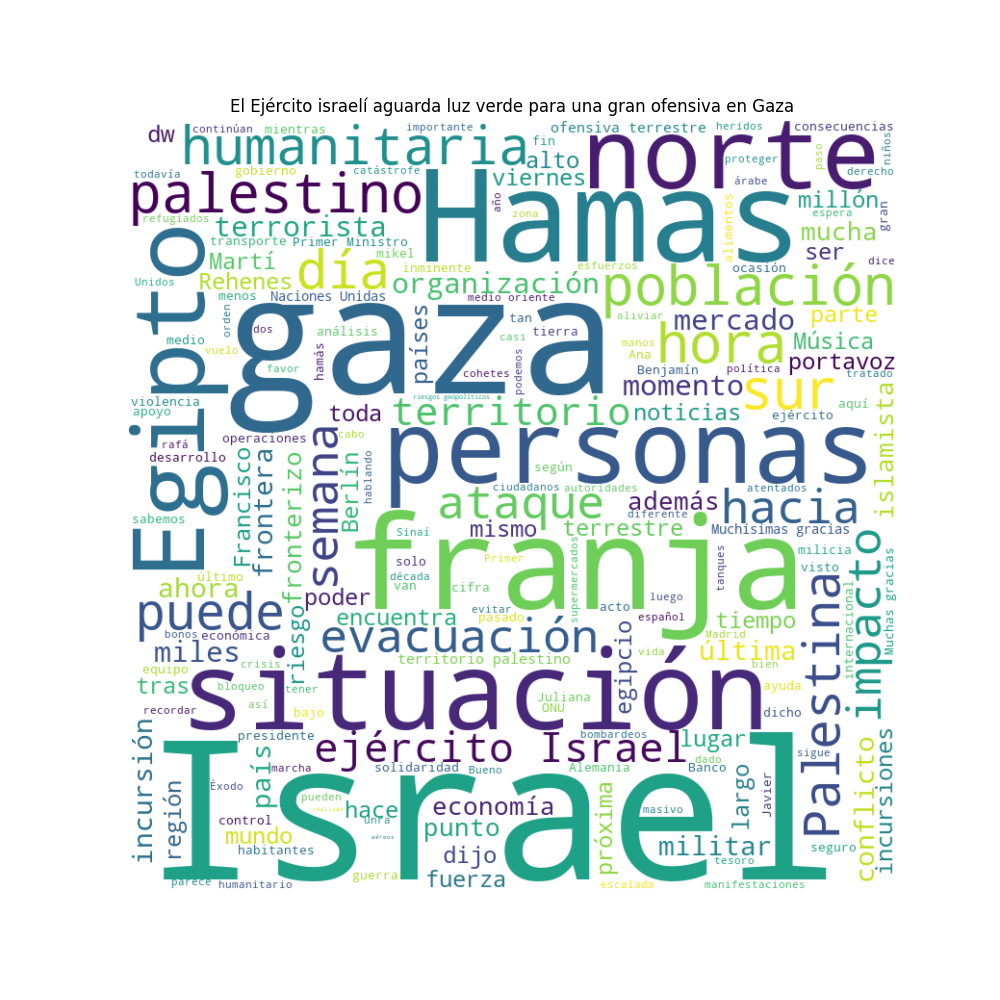 El Ejército israelí aguarda luz verde para una gran ofensiva en Gaza
dw
continúan
mientras
importante
ofensiva terrestre
heridos
consecuencias
humanitaria
fin
norte
todavía
gobierno
catástrofe
alto
viernes
proteger
paso
niños
árabe
derecho
palestino
Hamas
año
millón
refugiados
terrorista
zona
alimentos
espera
gran
transporte
Primer Ministro
mikel
mucha
ser
Egipto
Martí
día
inminente
esfuerzos
ocasión
dice
Unidos
Rehenes
organización
población
menos
Naciones Unidas
medio oriente
aliviar
mercado
parte
orden
gaza
tan
dos
análisis
países
casi
tierra
manos
hora
Música
medio
vuelo
hamás
cohetes
podemos
Ana
portavoz
favor
Benjamín
política
tratado
momento
sur
violencia
riesgos geopolíticos
aquí
apoyo
toda
territorio
noticias
ejército
islamista
rafá
operaciones
cabo
personas
desarrollo
Francisco
frontera
fronterizo
semana
Berlín
hablando
según
ciudadanos
autoridades
atentados
sabemos
ataque
además
hacia
diferente
Muchísimas gracias
Sinaí
mismo
terrestre
milicia
solo
franja
Primer
supermercados
tanques
visto
impacto
Muchas gracias
ahora
último
década
van
cifra
luego
internacional
puede
poder
evitar
pasado
acto
español
Palestina
bonos
económica
riesgo
encuentra
tiempo
Madrid
miles
evacuación
egipcio
vida
última
bien
equipo
crisis
territorio palestino
tras
bloqueo
tener
situación
ayuda
recordar
así
bajo
Juliana
ONU
dicho
incursión
presidente
bombardeos
ejército Israel
lugar
sigue
conflicto
incursiones
región
país
marcha
solidaridad
Bueno
Alemania
dado
Banco
largo
Javier
Éxodo
Israel
próxima
pueden
realizan
hace
economía
masivo
control
unra
mundo
punto
aéreos
militar
seguro
habitantes
dijo
tesoro
parece
humanitario
guerra
fuerza
escalada
manifestaciones